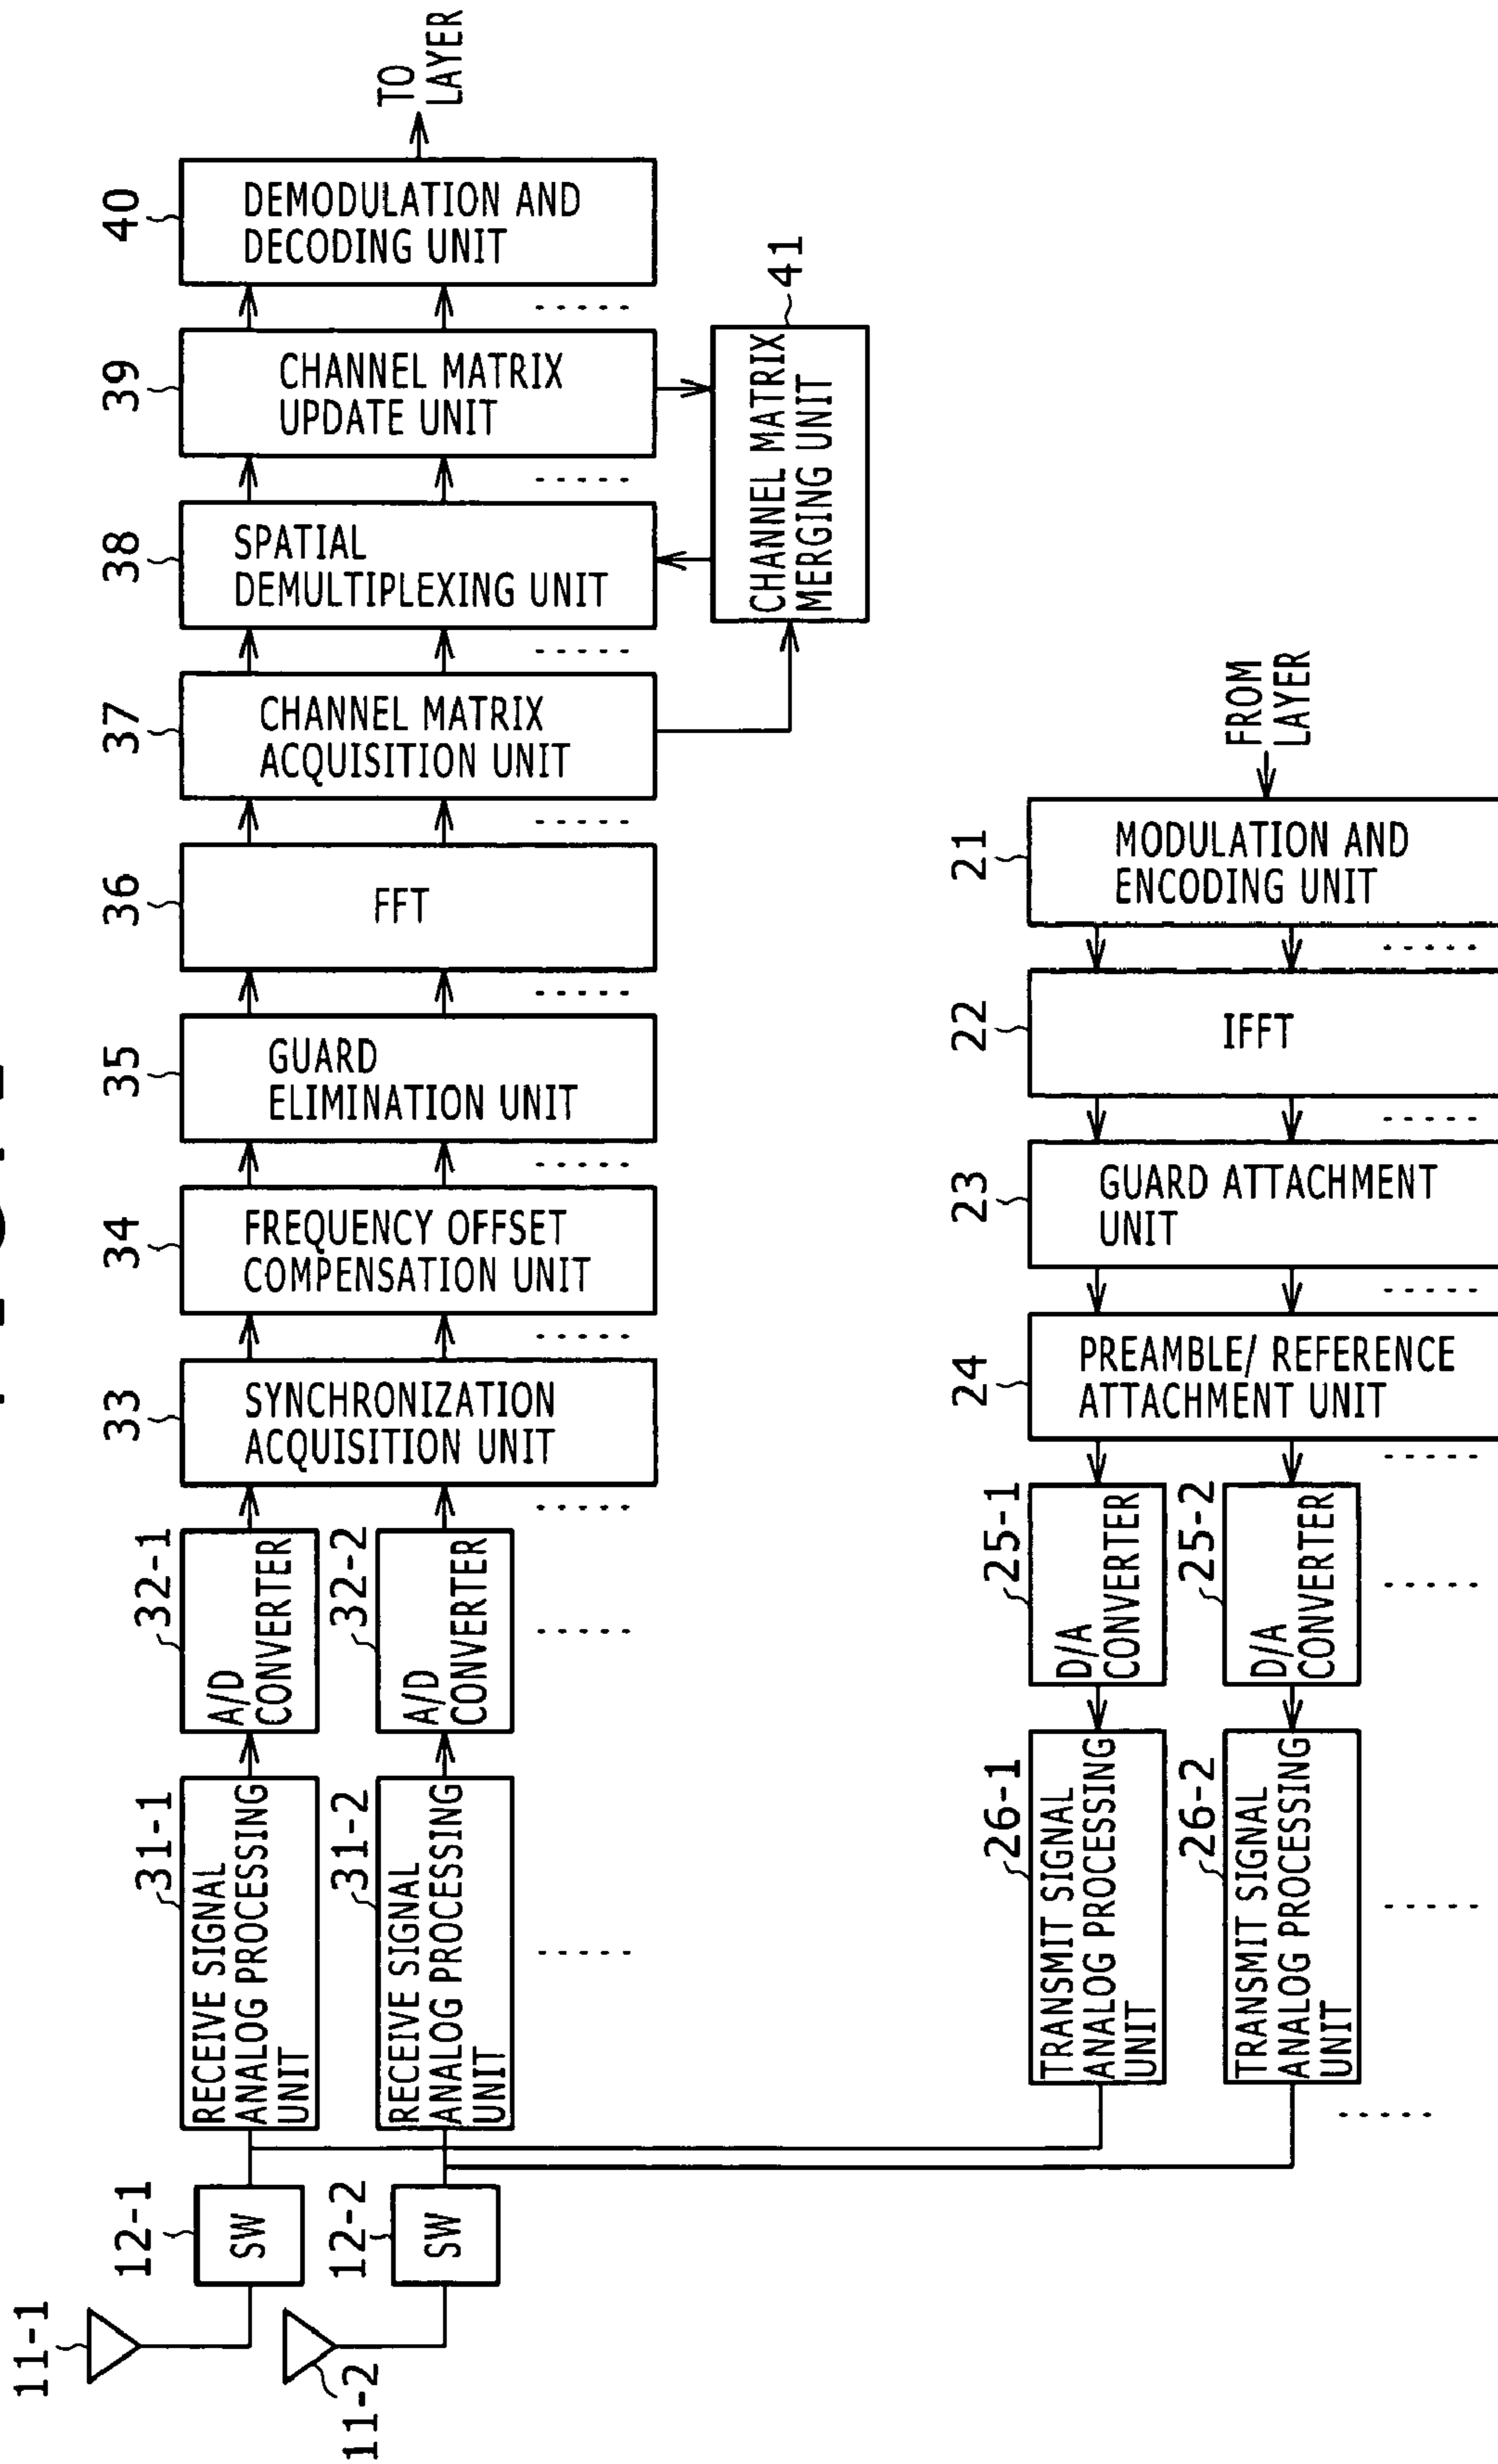 11-1
11-2
12-1
SW
12-2
SW
31-1
RECEIVE SIGNAL
ANALOG PROCESSING
UNIT
31-2
RECEIVE SIGNAL
ANALOG PROCESSING
UNIT
32-1
A/D
CONVERTER
32-2
A/D
CONVERTER
33
SYNCHRONIZATION
ACQUISITION UNIT
34
FREQUENCY OFFSET
COMPENSATION UNIT
35
GUARD
ELIMINATION UNIT
36
FFT
37
CHANNEL MATRIX
ACQUISITION UNIT
38
SPATIAL
DEMULTIPLEXING UNIT
39
CHANNEL MATRIX
UPDATE UNIT
40
DEMODULATION AND
DECODING UNIT
TO
LAYER
CHANNEL MATRIX
MERGING UNIT
41
26-1
TRANSMIT SIGNAL
ANALOG PROCESSING
UNIT
26-2
TRANSMIT SIGNAL
ANALOG PROCESSING
UNIT
25-1
D/A
CONVERTER
25-2
D/A
CONVERTER
24
PREAMBLE/ REFERENCE
ATTACHMENT UNIT
23
GUARD ATTACHMENT
UNIT
22
IFFT
21
MODULATION AND
ENCODING UNIT
FROM
LAYER